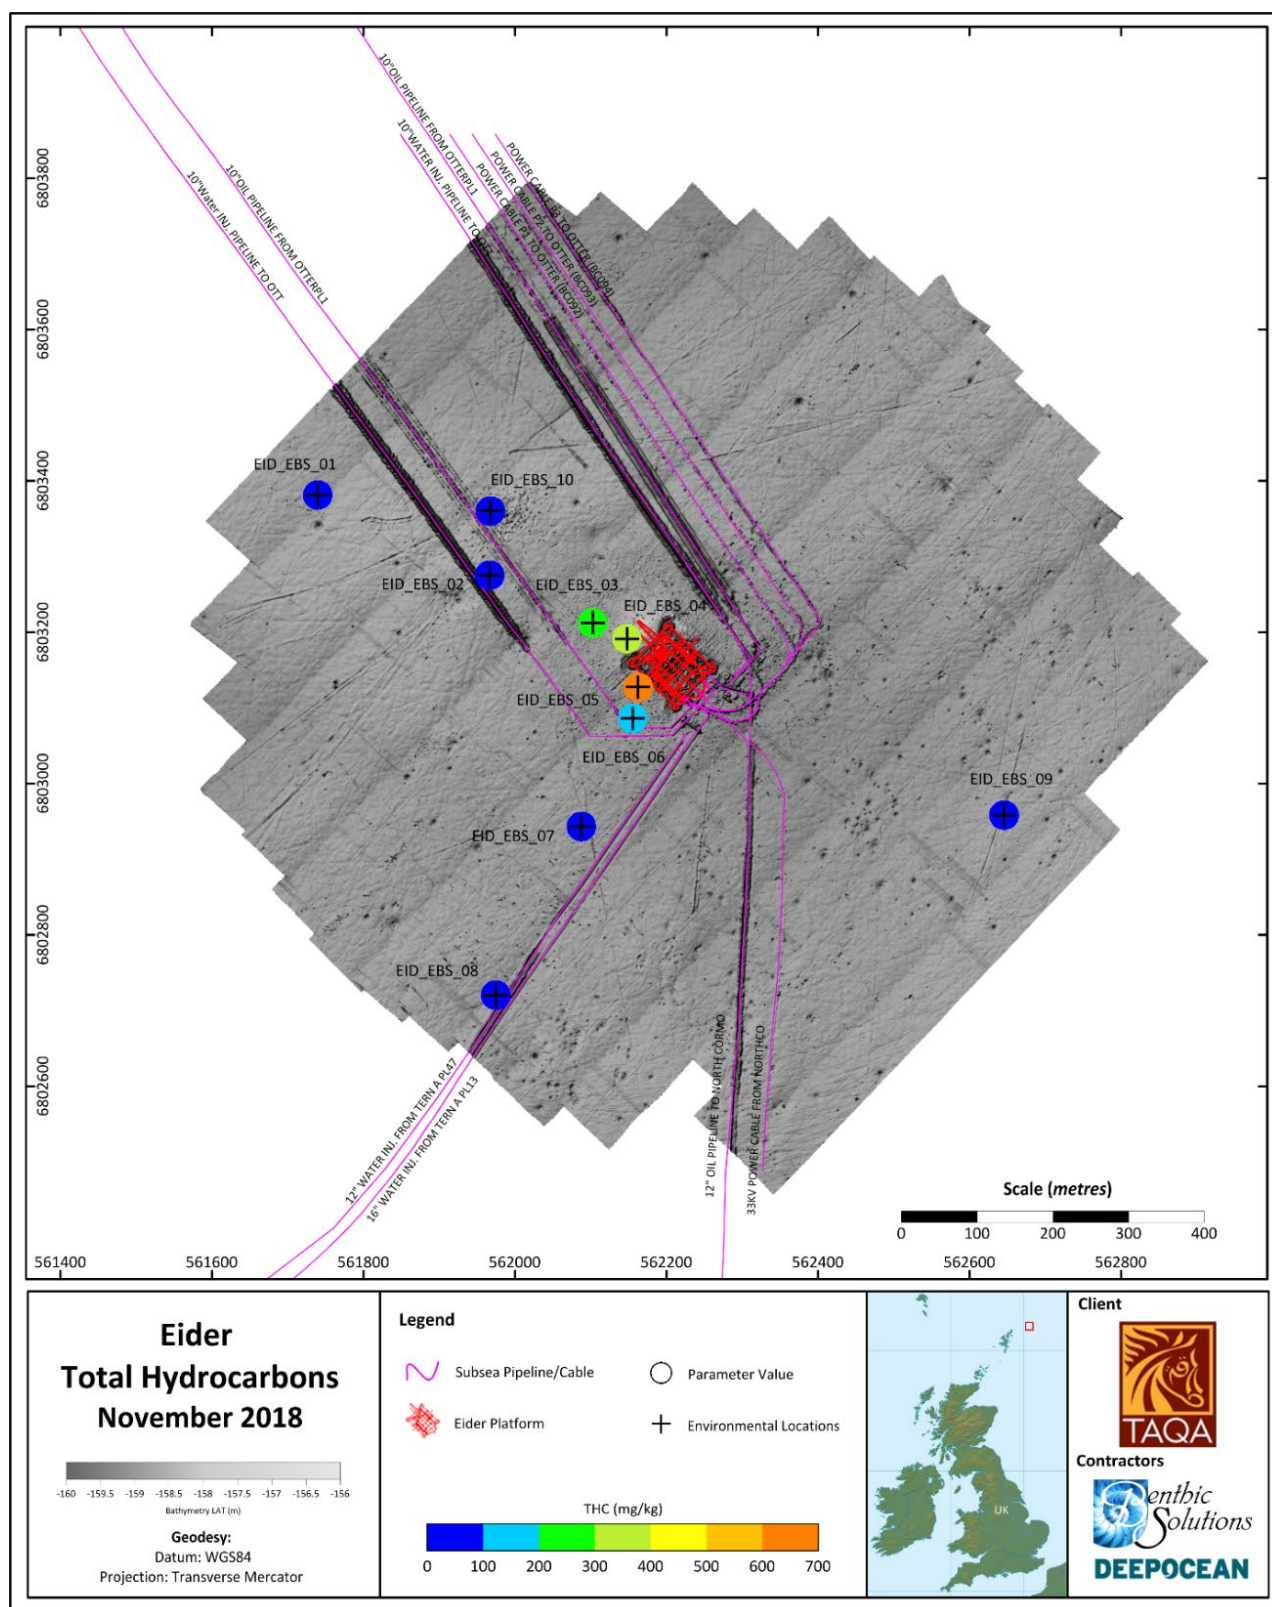 10"OIL PIPELINE FROM OTTERPL1
10"WATER INJ. PIPELINE TO OTT
POWER CABLE P3 TO OTTER (BC094)
POWER CABLE P2 TO OTTER (BC093)
POWER CABLE P1 TO OTTER (BC092)
10"OIL PIPELINE FROM OTTERPL1
10"Water INJ. PIPELINE TO OTT
6803800
6803600
6803400
6803200
6803000
6802800
6802600
EID_EBS_01
EID_EBS_10
EID_EBS_02
EID_EBS_03
EID_EBS_04
EID_EBS_05
EID_EBS_06
EID_EBS_09
EID_EBS_07
EID_EBS_08
12" WATER INJ. FROM TERN A PL47
16" WATER INJ. FROM TERN A PL13
12" OIL PIPELINE TO NORTH CORMO
33KV POWER CABLE FROM NORTHCO
Scale (metres)
0 100 200 300 400
561400 561600 561800 562000 562200 562400 562600 562800
Eider
Total Hydrocarbons
November 2018
-160 -159.5 -159 -158.5 -158 -157.5 -157 -156.5 -156
Bathymetry LAT (m)
Geodesy:
Datum: WGS84
Projection: Transverse Mercator
Legend
Subsea Pipeline/Cable
Parameter Value
Eider Platform
Environmental Locations
THC (mg/kg)
0 100 200 300 400 500 600 700
UK
Client
TAQA
Contractors
Benthic
Solutions
DEEPOCEAN